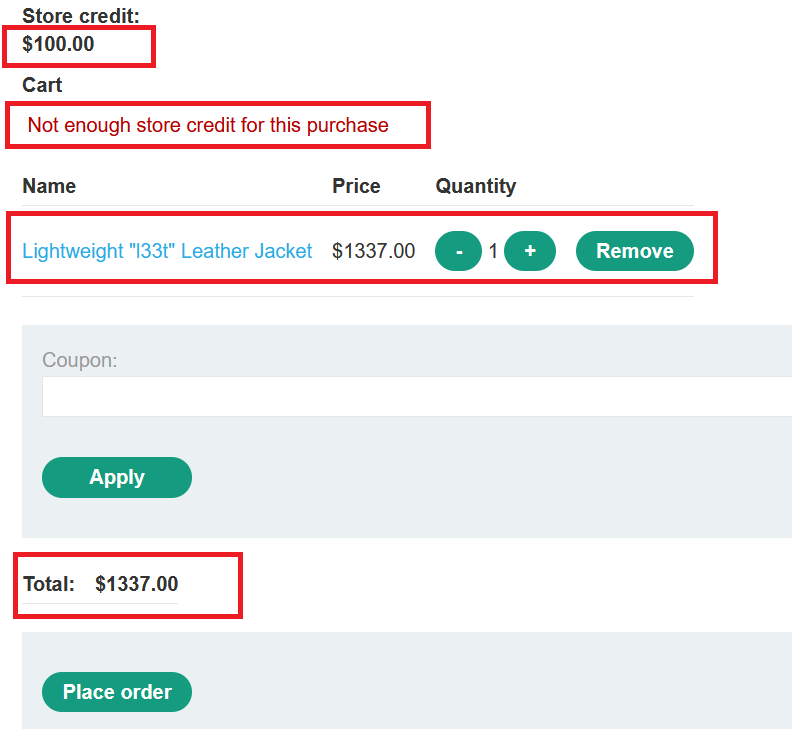 Store credit:
$100.00
Cart
Not enough store credit for this purchase
Name Price Quantity
Lightweight "l33t" Leather Jacket $1337.00 - 1 + Remove
Coupon:
Apply
Total: $1337.00
Place order